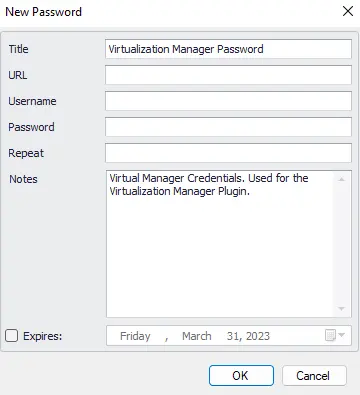 New Password
Title Virtualization Manager Password
URL
Username
Password
Repeat
Notes Virtual Manager Credentials. Used for the
Virtualization Manager Plugin.
Expires: Friday , March 31, 2023
OK Cancel